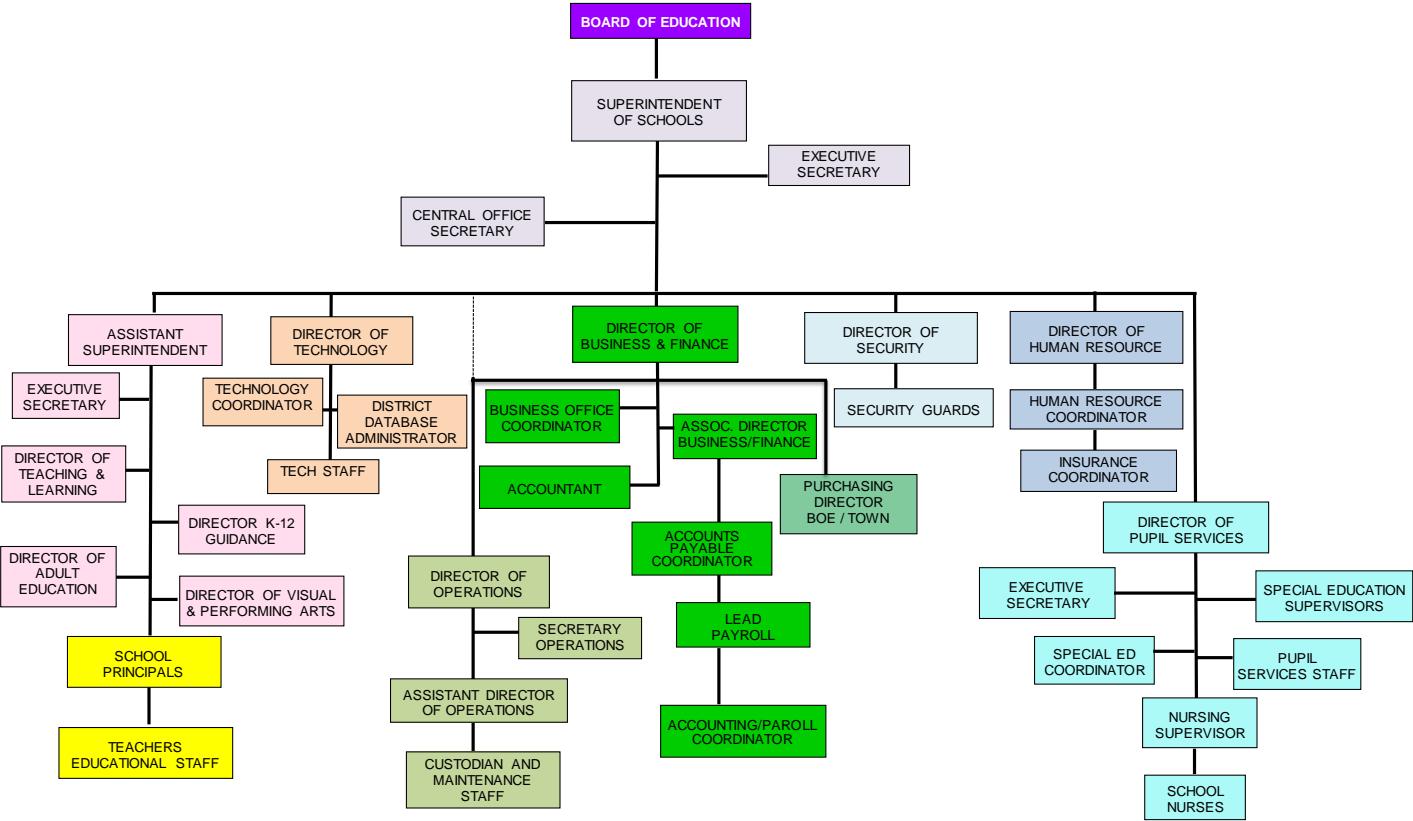 BOARD OF EDUCATION
SUPERINTENDENT
OF SCHOOLS
EXECUTIVE
SECRETARY
CENTRAL OFFICE
SECRETARY
ASSISTANT
SUPERINTENDENT
DIRECTOR OF
TECHNOLOGY
DIRECTOR OF
BUSINESS & FINANCE
DIRECTOR OF
SECURITY
DIRECTOR OF
HUMAN RESOURCE
EXECUTIVE
SECRETARY
TECHNOLOGY
COORDINATOR
DISTRICT
DATABASE
ADMINISTRATOR
BUSINESS OFFICE
COORDINATOR
ASSOC. DIRECTOR
BUSINESS/FINANCE
SECURITY GUARDS
HUMAN RESOURCE
COORDINATOR
DIRECTOR OF
TEACHING &
LEARNING
TECH STAFF
ACCOUNTANT
PURCHASING
DIRECTOR
BOE / TOWN
INSURANCE
COORDINATOR
DIRECTOR K-12
GUIDANCE
ACCOUNTS
PAYABLE
COORDINATOR
DIRECTOR OF
PUPIL SERVICES
DIRECTOR OF
ADULT
EDUCATION
DIRECTOR OF VISUAL
& PERFORMING ARTS
DIRECTOR OF
OPERATIONS
EXECUTIVE
SECRETARY
SPECIAL EDUCATION
SUPERVISORS
SECRETARY
OPERATIONS
LEAD
PAYROLL
SCHOOL
PRINCIPALS
SPECIAL ED
COORDINATOR
PUPIL
SERVICES STAFF
ASSISTANT DIRECTOR
OF OPERATIONS
ACCOUNTING/PAROLL
COORDINATOR
NURSING
SUPERVISOR
TEACHERS
EDUCATIONAL STAFF
CUSTODIAN AND
MAINTENANCE
STAFF
SCHOOL
NURSES